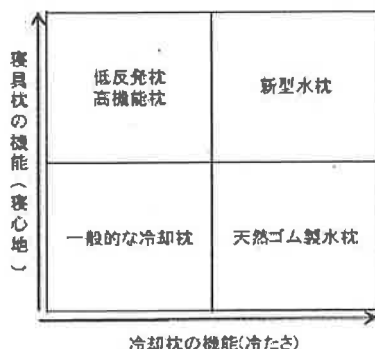 寝具枕の機能(寝心地)
低反発枕
高機能枕
新型水枕
一般的な冷却枕
天然ゴム製水枕
冷却枕の機能(冷たさ)